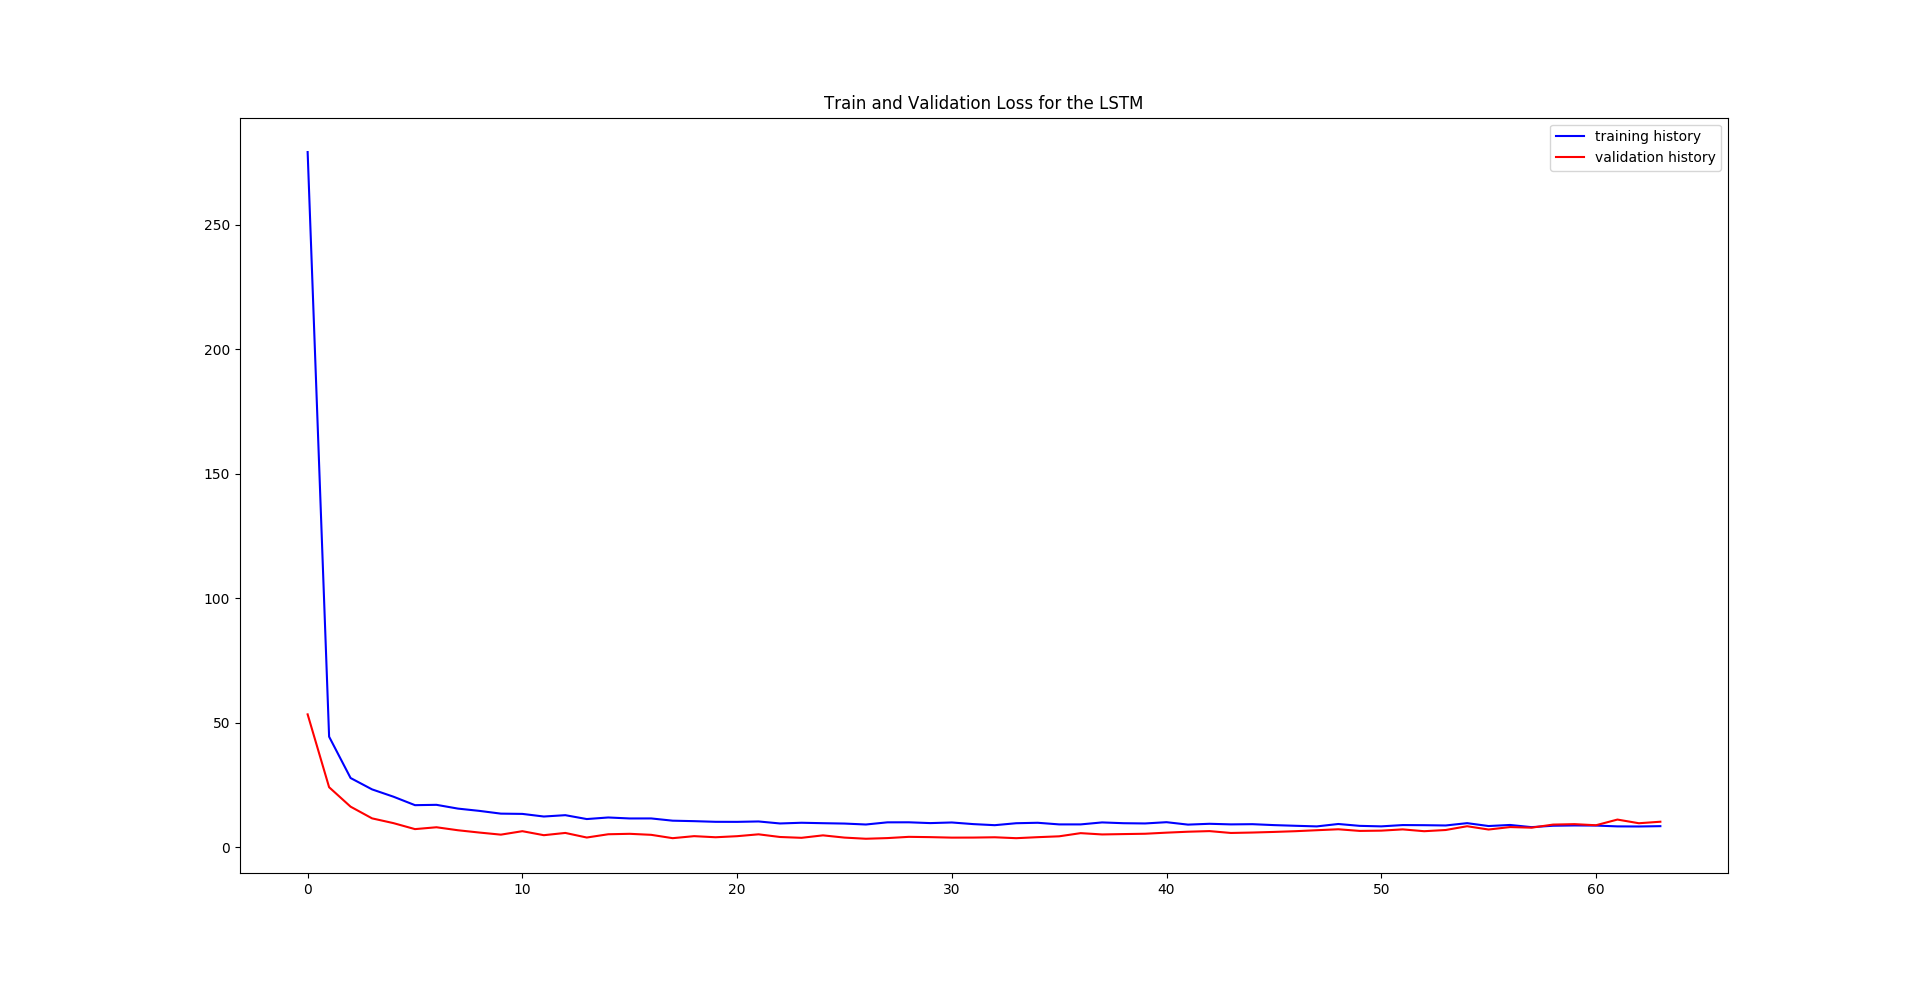 Train and Validation Loss for the LSTM
training history
validation history
250
200
150
100
50
0
0 10 20 30 40 50 60